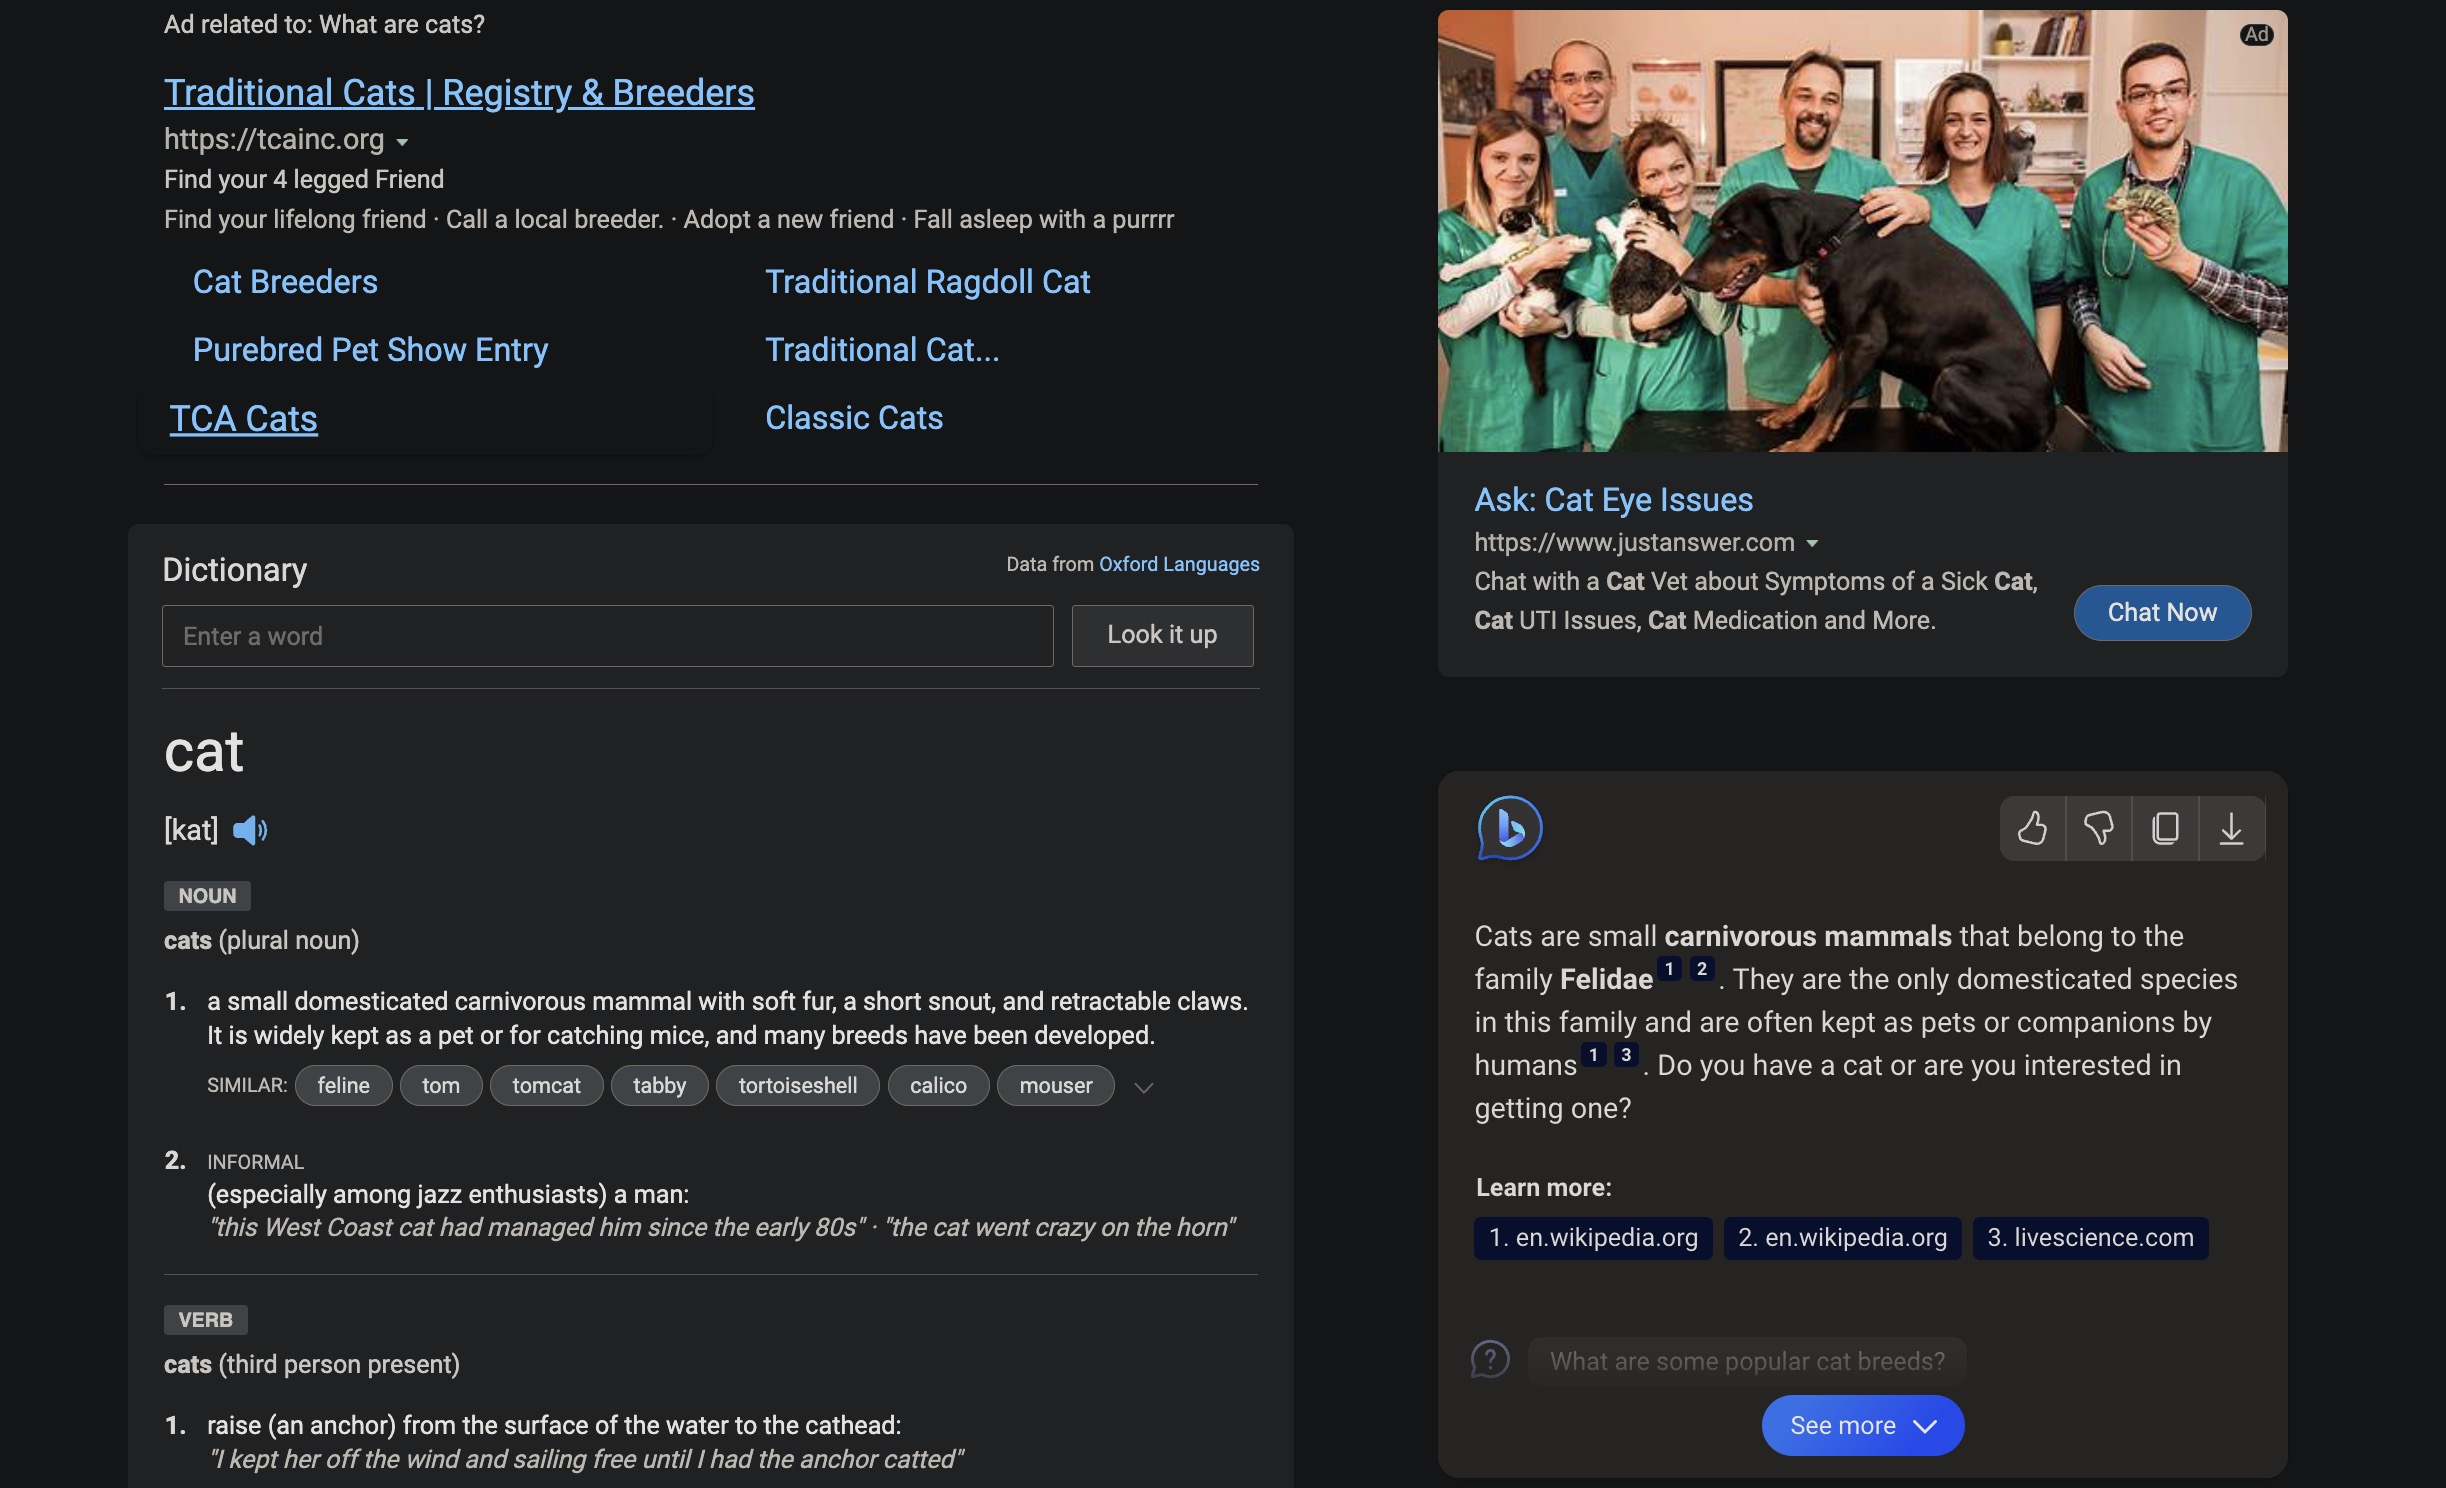 Ad related to: What are cats?
Traditional Cats | Registry & Breeders
https://tcainc.org
Find your 4 legged Friend
Find your lifelong friend · Call a local breeder. · Adopt a new friend · Fall asleep with a purrrr
Cat Breeders
Traditional Ragdoll Cat
Purebred Pet Show Entry
Traditional Cat...
TCA Cats
Classic Cats
Dictionary
Data from Oxford Languages
Enter a word
Look it up
cat
[kat]
NOUN
cats (plural noun)
1. a small domesticated carnivorous mammal with soft fur, a short snout, and retractable claws.
It is widely kept as a pet or for catching mice, and many breeds have been developed.
SIMILAR: feline tom tomcat tabby tortoiseshell calico mouser
2. INFORMAL
(especially among jazz enthusiasts) a man:
"this West Coast cat had managed him since the early 80s" · "the cat went crazy on the horn"
VERB
cats (third person present)
1. raise (an anchor) from the surface of the water to the cathead:
"I kept her off the wind and sailing free until I had the anchor catted"
Ad
Ask: Cat Eye Issues
https://www.justanswer.com
Chat with a Cat Vet about Symptoms of a Sick Cat,
Cat UTI Issues, Cat Medication and More.
Chat Now
Cats are small carnivorous mammals that belong to the
family Felidae 1 2 . They are the only domesticated species
in this family and are often kept as pets or companions by
humans 1 3 . Do you have a cat or are you interested in
getting one?
Learn more:
1. en.wikipedia.org 2. en.wikipedia.org 3. livescience.com
What are some popular cat breeds?
See more